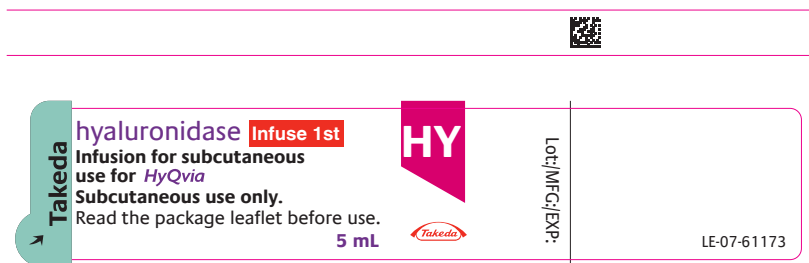 Takeda
hyaluronidase Infuse 1st
Infusion for subcutaneous
use for HyQvia
Subcutaneous use only.
Read the package leaflet before use.
5 mL
HY
Takeda
Lot:/MFG:/EXP:
LE-07-61173